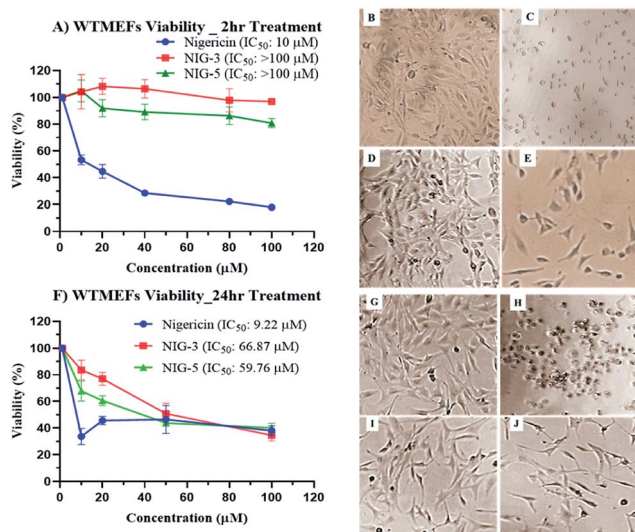 A) WTMEFs Viability _ 2hr Treatment
Nigericin (IC50: 10 μM)
NIG-3 (IC50: >100 μM)
NIG-5 (IC50: >100 μM)
120
100
80
60
40
20
0
Viability (%)
0 20 40 60 80 100 120
Concentration (μM)
B
C
D
E
F) WTMEFs Viability_24hr Treatment
Nigericin (IC50: 9.22 μM)
NIG-3 (IC50: 66.87 μM)
NIG-5 (IC50: 59.76 μM)
120
100
80
60
40
20
0
Viability (%)
0 20 40 60 80 100 120
Concentration (μM)
G
H
I
J